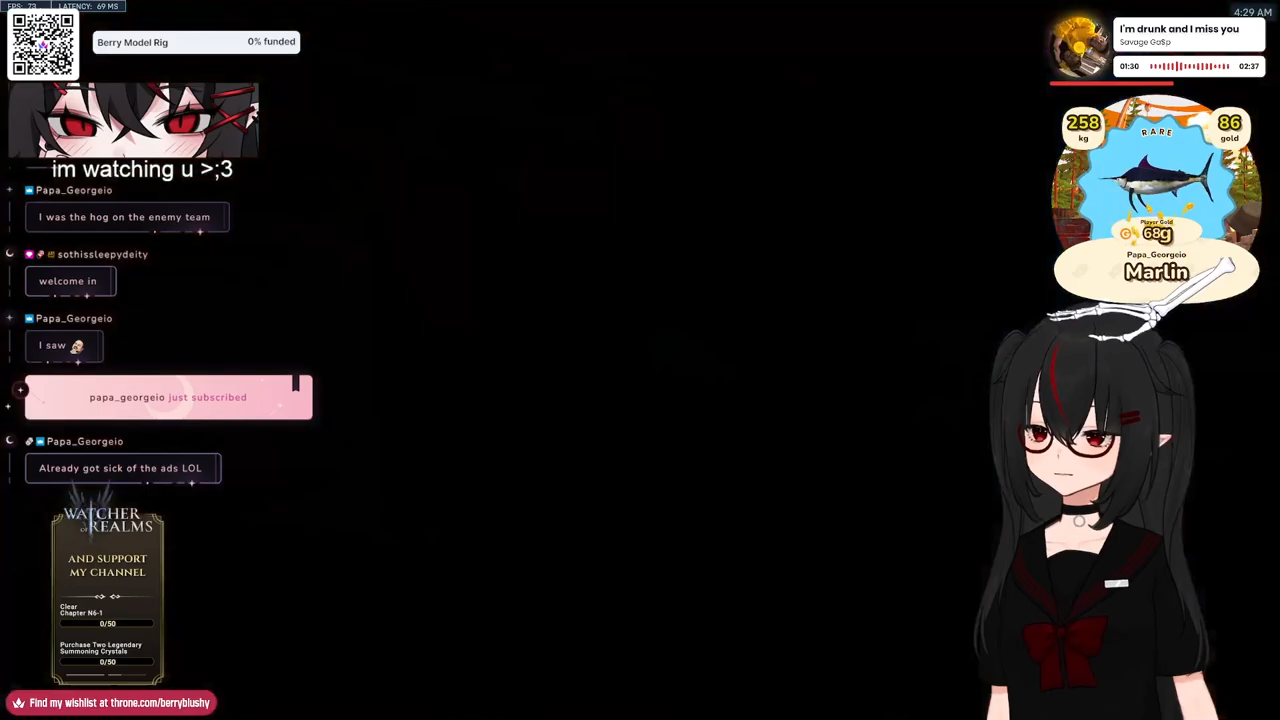 FPS: 73 LATENCY: 69 MS
Berry Model Rig 0% funded
im watching u >;3
Papa_Georgeio
I was the hog on the enemy team
sothissleepydeity
welcome in
Papa_Georgeio
I saw
papa_georgeio just subscribed
Papa_Georgeio
Already got sick of the ads LOL
WATCHER
OF REALMS
AND SUPPORT
MY CHANNEL
Clear
Chapter N6-1
0/50
Purchase Two Legendary
Summoning Crystals
0/50
Find my wishlist at throne.com/berryblushy
4:29 AM
I'm drunk and I miss you
Savage Ga$p
01:30 02:37
258
kg
RARE
86
gold
Player Gold
G 68g
Papa_Georgeio
Marlin